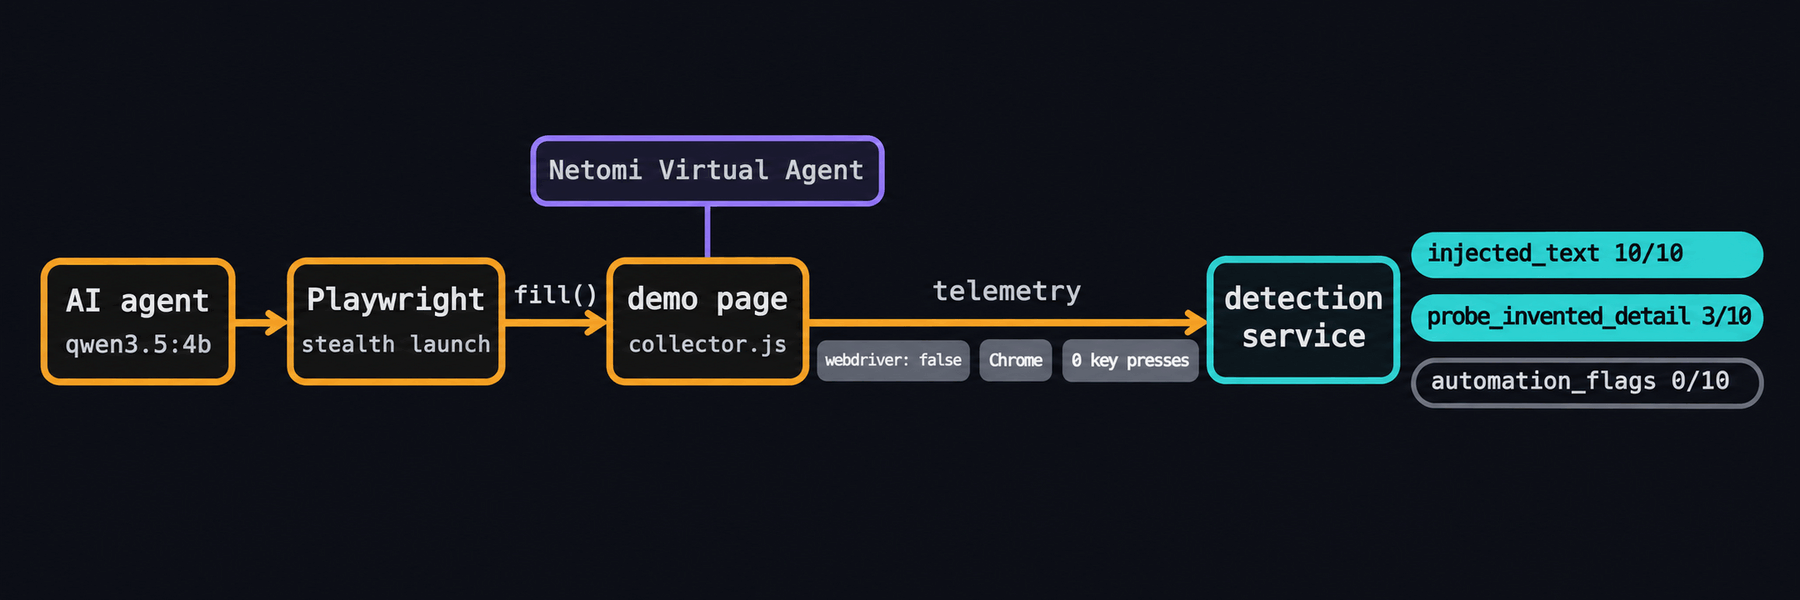 Netomi Virtual Agent
AI agent
qwen3.5:4b
Playwright
stealth launch
fill()
demo page
collector.js
telemetry
webdriver: false
Chrome
0 key presses
detection
service
injected_text 10/10
probe_invented_detail 3/10
automation_flags 0/10